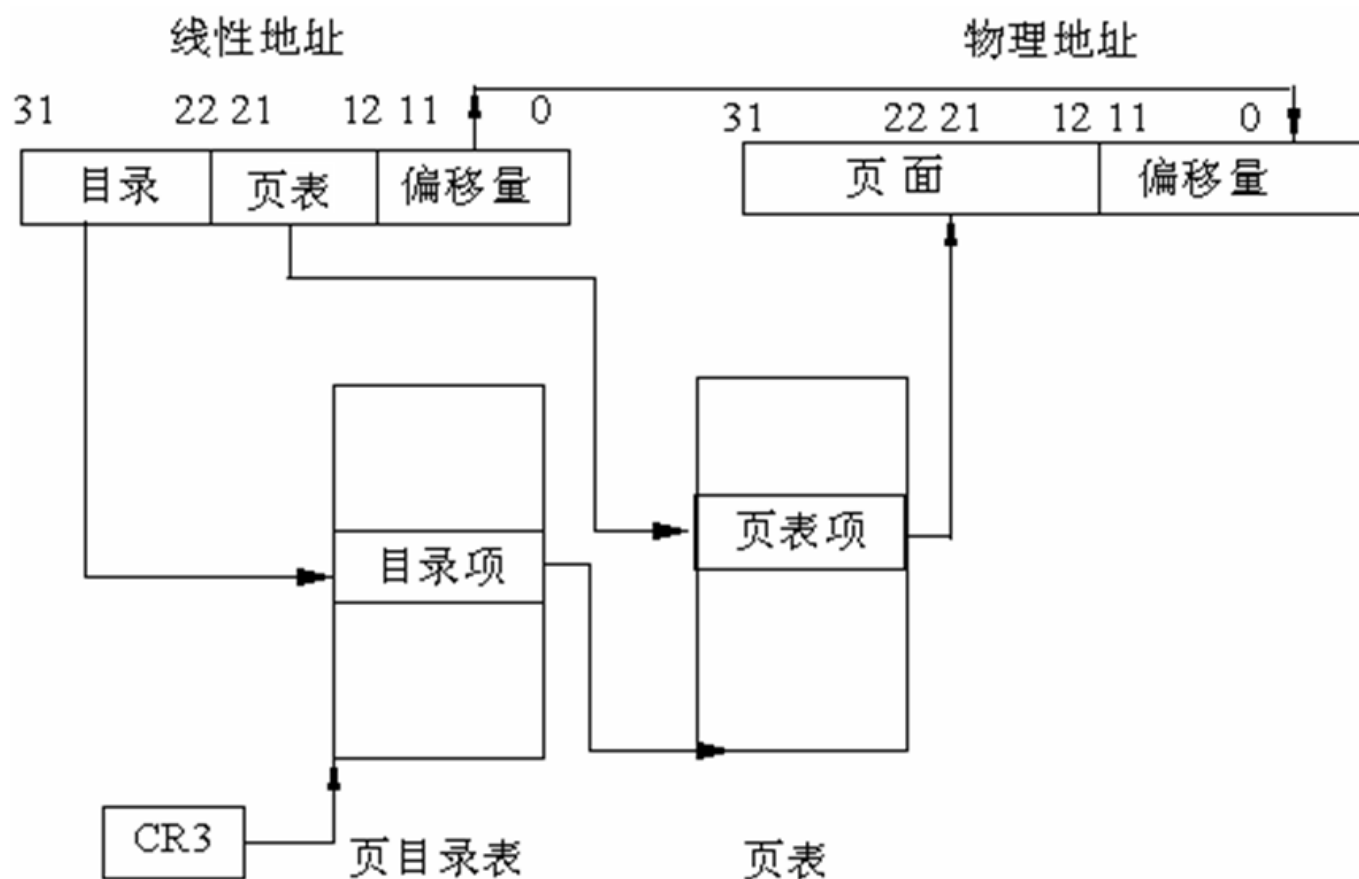 线性地址 物理地址
31 22 21 12 11 0 31 22 21 12 11 0
目录 页表 偏移量 页面 偏移量
页表项
目录项
CR3
页目录表 页表